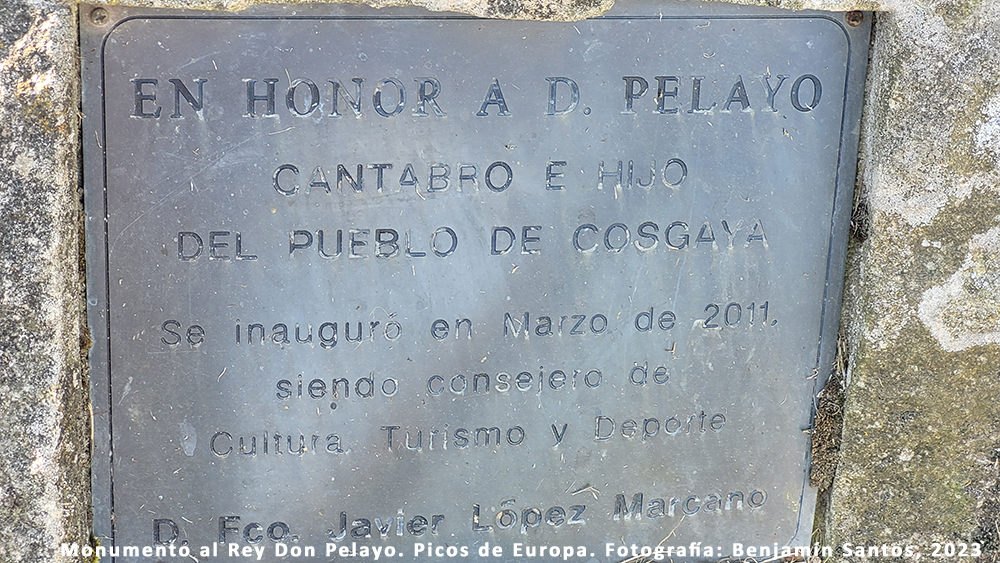 EN HONOR A D. PELAYO
CANTABRO E HIJO
DEL PUEBLO DE COSGAYA
Se inauguró en Marzo de 2011,
siendo consejero de
Cultura, Turismo y Deporte
D. Fco. Javier López Marcano
Monumento al Rey Don Pelayo. Picos de Europa. Fotografía: Benjamín Santos, 2023